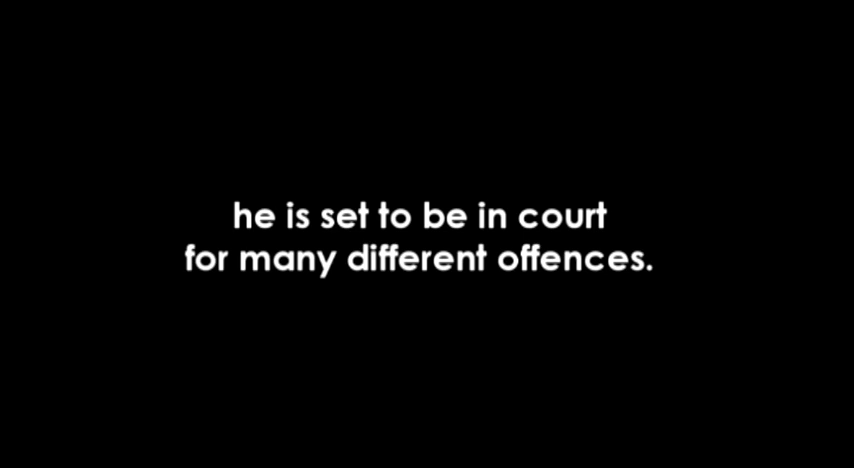 he is set to be in court
for many different offences.